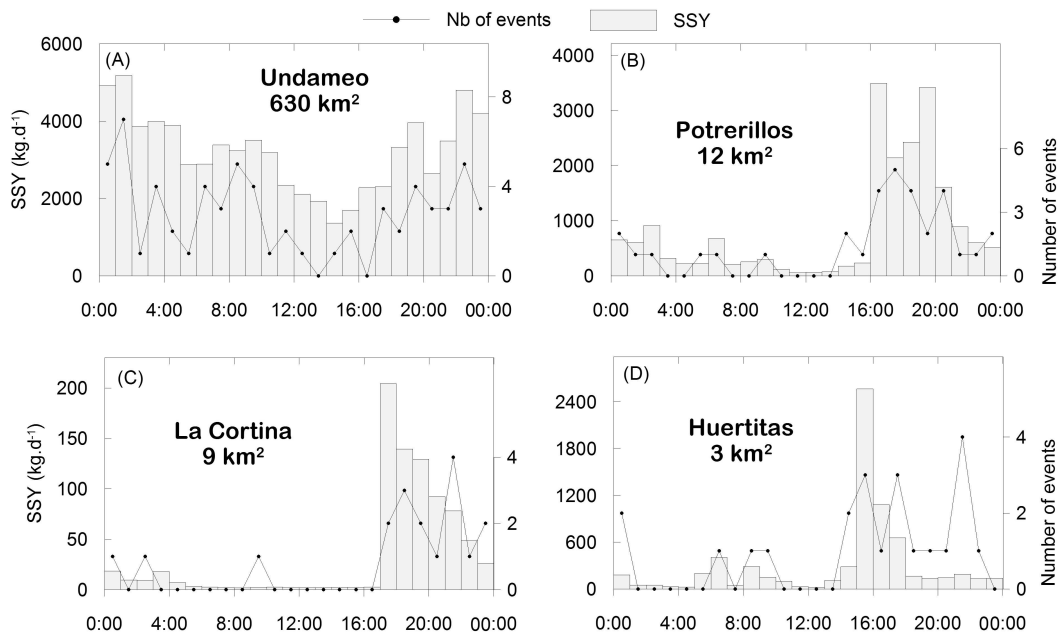 Nb of events SSY
(A)
Undameo
630 km²
SSY (kg.d⁻¹)
6000
4000
2000
0
8
4
0
0:00 4:00 8:00 12:00 16:00 20:00 00:00
(B)
Potrerillos
12 km²
4000
3000
2000
1000
0
6
3
0
Number of events
0:00 4:00 8:00 12:00 16:00 20:00 00:00
(C)
La Cortina
9 km²
SSY (kg.d⁻¹)
200
150
100
50
0
4
2
0
0:00 4:00 8:00 12:00 16:00 20:00 00:00
(D)
Huertitas
3 km²
2400
1800
1200
600
0
4
2
0
Number of events
0:00 4:00 8:00 12:00 16:00 20:00 00:00